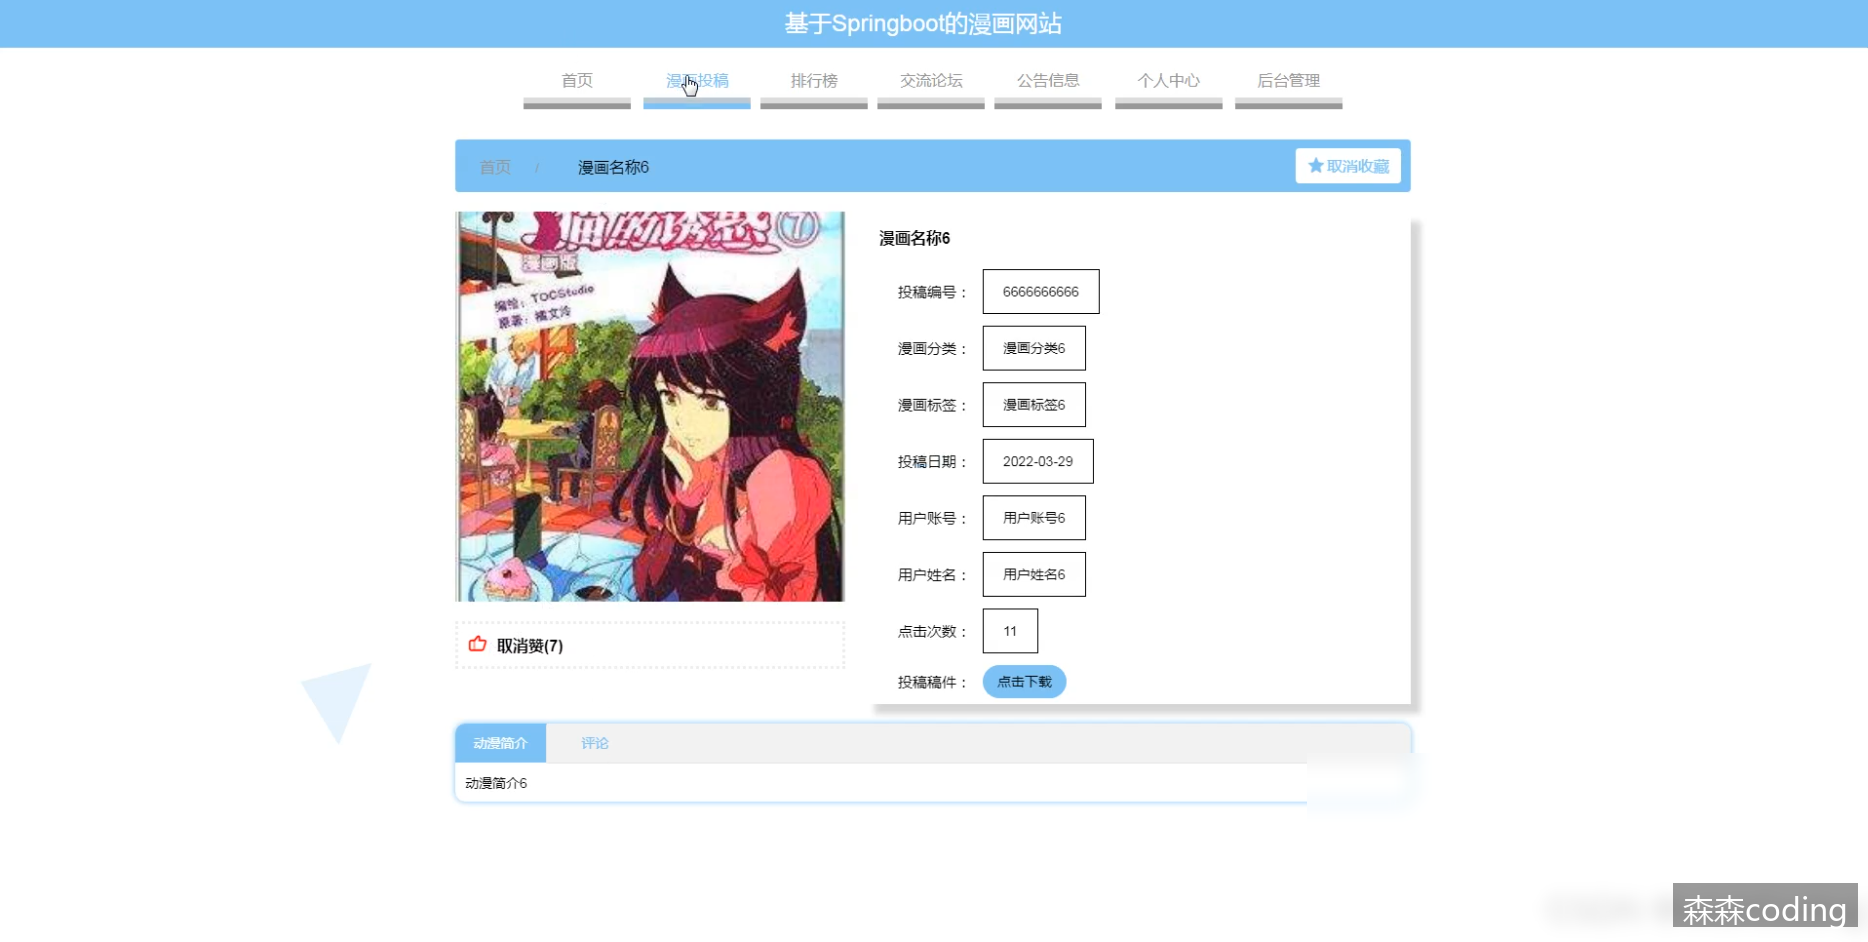 基于Springboot的漫画网站
首页 漫画投稿 排行榜 交流论坛 公告信息 个人中心 后台管理
首页 / 漫画名称6
取消收藏
猫的诱惑 7
漫画版
编绘：TOCStudio
原著：橘文泠
漫画名称6
投稿编号： 6666666666
漫画分类： 漫画分类6
漫画标签： 漫画标签6
投稿日期： 2022-03-29
用户账号： 用户账号6
用户姓名： 用户姓名6
点击次数： 11
投稿稿件： 点击下载
取消赞(7)
动漫简介 评论
动漫简介6
森森coding